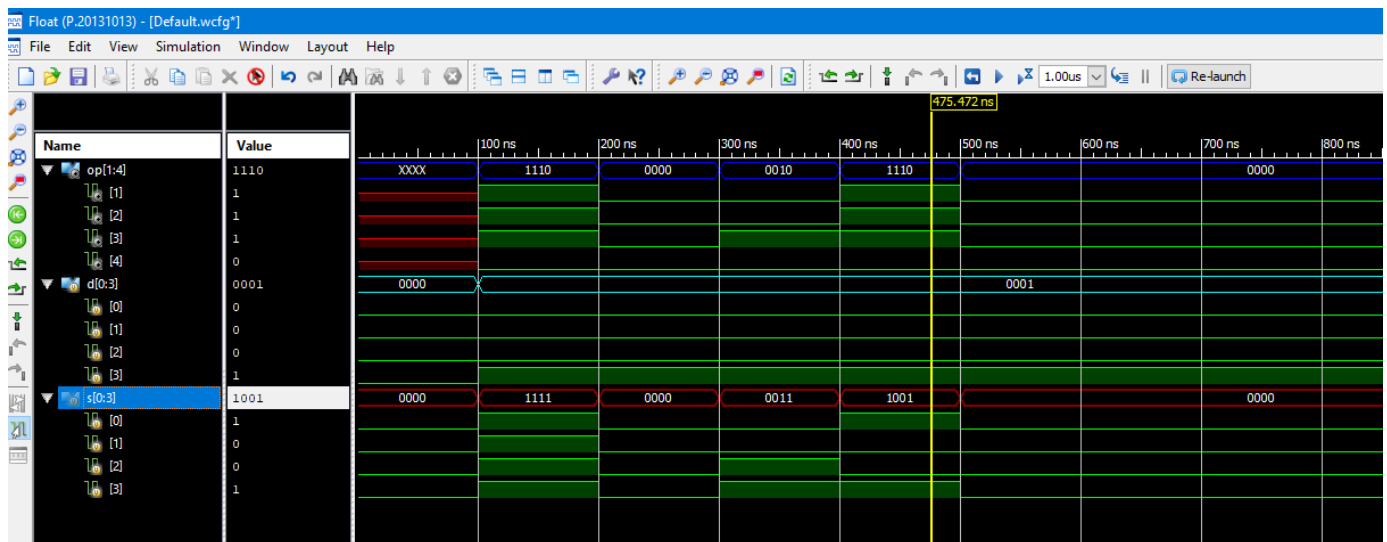 Float (P.20131013) - [Default.wcfg*]
File Edit View Simulation Window Layout Help
1.00us Re-launch
475.472 ns
Name Value
100 ns 200 ns 300 ns 400 ns 500 ns 600 ns 700 ns 800 ns
op[1:4] 1110 XXXX 1110 0000 0010 1110 0000
[1] 1
[2] 1
[3] 1
[4] 0
d[0:3] 0001 0000 0001
[0] 0
[1] 0
[2] 0
[3] 1
s[0:3] 1001 0000 1111 0000 0011 1001 0000
[0] 1
[1] 0
[2] 0
[3] 1